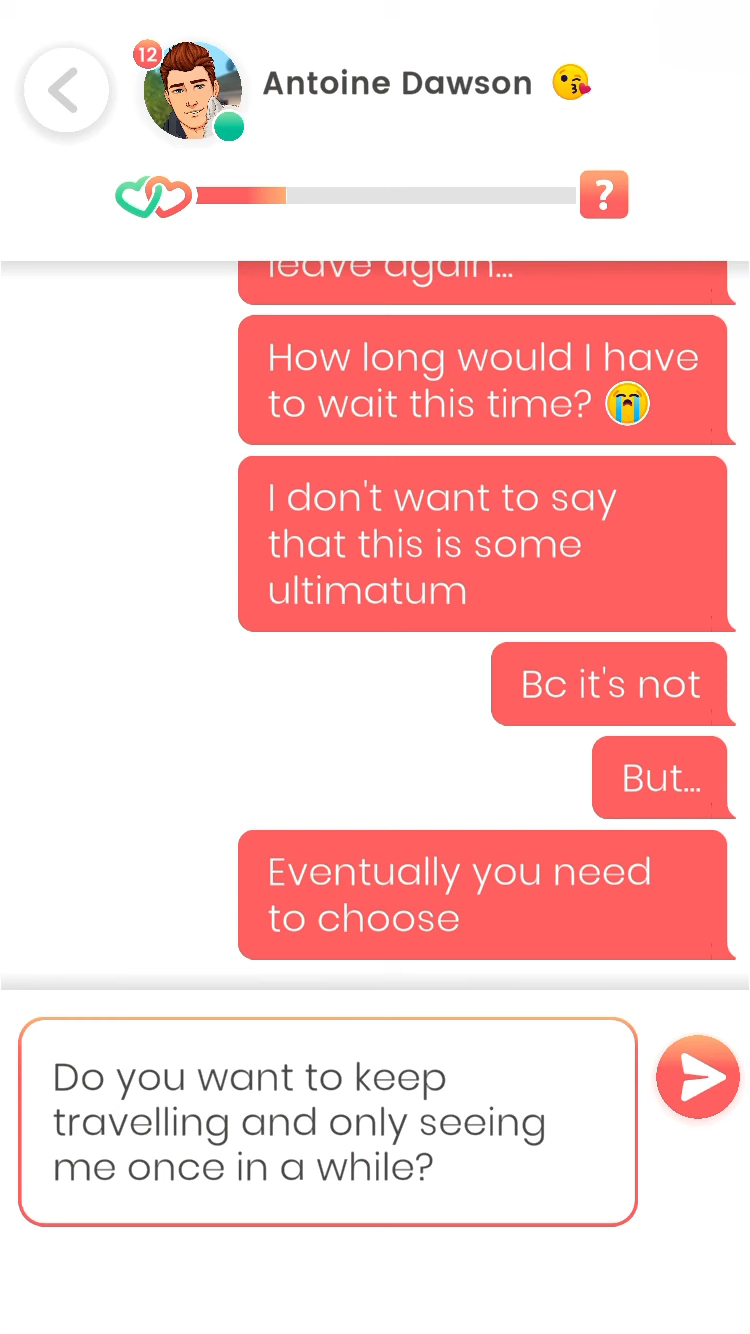 12
Antoine Dawson 😘
?
leave again...
How long would I have
to wait this time? 😭
I don't want to say
that this is some
ultimatum
Bc it's not
But...
Eventually you need
to choose
Do you want to keep
travelling and only seeing
me once in a while?